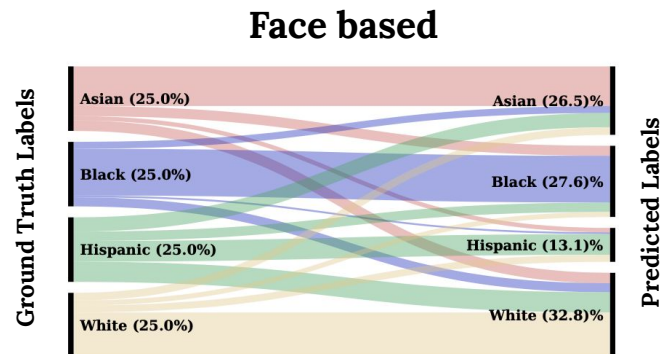 Face based
Ground Truth Labels
Asian (25.0%)
Black (25.0%)
Hispanic (25.0%)
White (25.0%)
Asian (26.5)%
Black (27.6)%
Hispanic (13.1)%
White (32.8)%
Predicted Labels